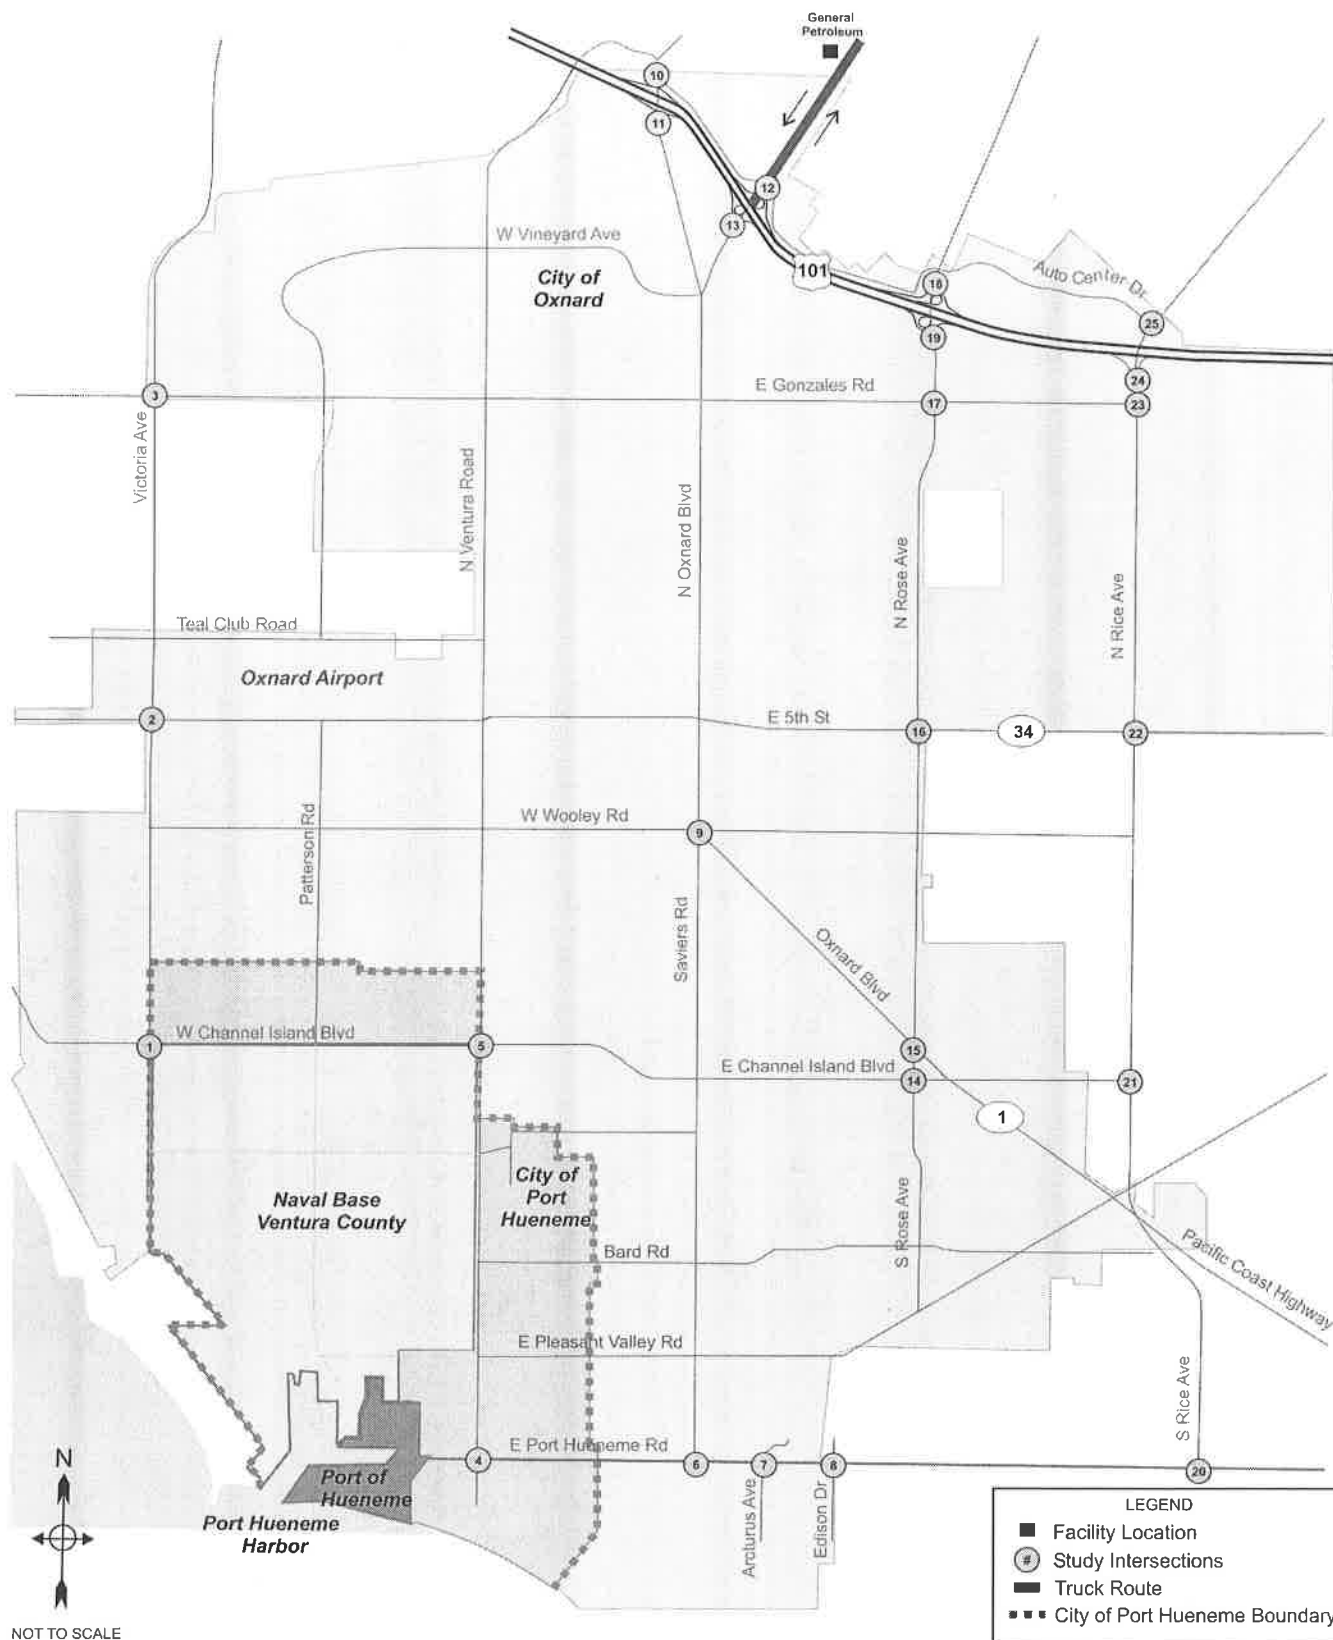 General
Petroleum
10
11
12
13
W Vineyard Ave
City of
Oxnard
101
18
Auto Center Dr
25
19
24
3
E Gonzales Rd
17
23
Victoria Ave
N Ventura Road
N Oxnard Blvd
N Rose Ave
N Rice Ave
Teal Club Road
Oxnard Airport
2
E 5th St
16
34
22
W Wooley Rd
9
Patterson Rd
Saviers Rd
Oxnard Blvd
W Channel Island Blvd
1
5
15
E Channel Island Blvd
14
21
1
City of
Port
Hueneme
Naval Base
Ventura County
S Rose Ave
Bard Rd
Pacific Coast Highway
E Pleasant Valley Rd
S Rice Ave
E Port Hueneme Rd
4
6
7
8
20
Port of
Hueneme
Port Hueneme
Harbor
Arcturus Ave
Edison Dr
N
NOT TO SCALE
LEGEND
Facility Location
# Study Intersections
Truck Route
City of Port Hueneme Boundary